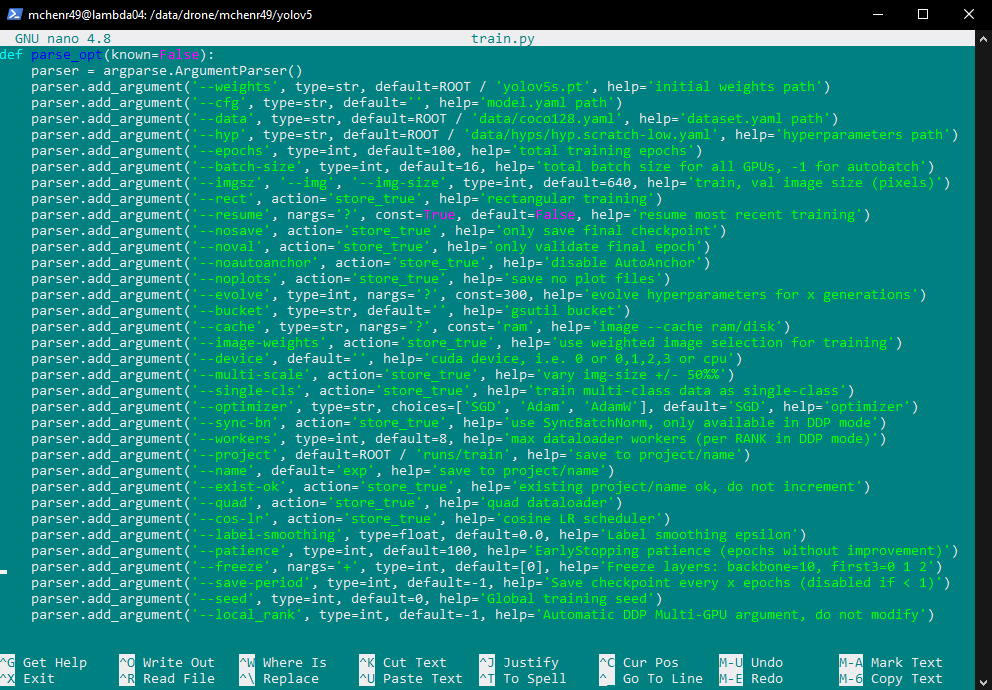 mchenr49@lambda04: /data/drone/mchenr49/yolov5
GNU nano 4.8 train.py
def parse_opt(known=False):
    parser = argparse.ArgumentParser()
    parser.add_argument('--weights', type=str, default=ROOT / 'yolov5s.pt', help='initial weights path')
    parser.add_argument('--cfg', type=str, default='', help='model.yaml path')
    parser.add_argument('--data', type=str, default=ROOT / 'data/coco128.yaml', help='dataset.yaml path')
    parser.add_argument('--hyp', type=str, default=ROOT / 'data/hyps/hyp.scratch-low.yaml', help='hyperparameters path')
    parser.add_argument('--epochs', type=int, default=100, help='total training epochs')
    parser.add_argument('--batch-size', type=int, default=16, help='total batch size for all GPUs, -1 for autobatch')
    parser.add_argument('--imgsz', '--img', '--img-size', type=int, default=640, help='train, val image size (pixels)')
    parser.add_argument('--rect', action='store_true', help='rectangular training')
    parser.add_argument('--resume', nargs='?', const=True, default=False, help='resume most recent training')
    parser.add_argument('--nosave', action='store_true', help='only save final checkpoint')
    parser.add_argument('--noval', action='store_true', help='only validate final epoch')
    parser.add_argument('--noautoanchor', action='store_true', help='disable AutoAnchor')
    parser.add_argument('--noplots', action='store_true', help='save no plot files')
    parser.add_argument('--evolve', type=int, nargs='?', const=300, help='evolve hyperparameters for x generations')
    parser.add_argument('--bucket', type=str, default='', help='gsutil bucket')
    parser.add_argument('--cache', type=str, nargs='?', const='ram', help='image --cache ram/disk')
    parser.add_argument('--image-weights', action='store_true', help='use weighted image selection for training')
    parser.add_argument('--device', default='', help='cuda device, i.e. 0 or 0,1,2,3 or cpu')
    parser.add_argument('--multi-scale', action='store_true', help='vary img-size +/- 50%%')
    parser.add_argument('--single-cls', action='store_true', help='train multi-class data as single-class')
    parser.add_argument('--optimizer', type=str, choices=['SGD', 'Adam', 'AdamW'], default='SGD', help='optimizer')
    parser.add_argument('--sync-bn', action='store_true', help='use SyncBatchNorm, only available in DDP mode')
    parser.add_argument('--workers', type=int, default=8, help='max dataloader workers (per RANK in DDP mode)')
    parser.add_argument('--project', default=ROOT / 'runs/train', help='save to project/name')
    parser.add_argument('--name', default='exp', help='save to project/name')
    parser.add_argument('--exist-ok', action='store_true', help='existing project/name ok, do not increment')
    parser.add_argument('--quad', action='store_true', help='quad dataloader')
    parser.add_argument('--cos-lr', action='store_true', help='cosine LR scheduler')
    parser.add_argument('--label-smoothing', type=float, default=0.0, help='Label smoothing epsilon')
    parser.add_argument('--patience', type=int, default=100, help='EarlyStopping patience (epochs without improvement)')
    parser.add_argument('--freeze', nargs='+', type=int, default=[0], help='Freeze layers: backbone=10, first3=0 1 2')
    parser.add_argument('--save-period', type=int, default=-1, help='Save checkpoint every x epochs (disabled if < 1)')
    parser.add_argument('--seed', type=int, default=0, help='Global training seed')
    parser.add_argument('--local_rank', type=int, default=-1, help='Automatic DDP Multi-GPU argument, do not modify')
^G Get Help ^O Write Out ^W Where Is ^K Cut Text ^J Justify ^C Cur Pos M-U Undo M-A Mark Text
^X Exit ^R Read File ^\ Replace ^U Paste Text ^T To Spell ^_ Go To Line M-E Redo M-6 Copy Text